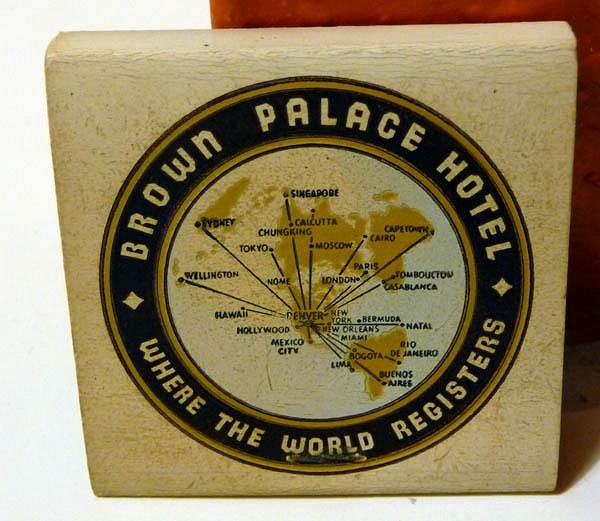 BROWN PALACE HOTEL
SINGAPORE
SYDNEY
CALCUTTA
CHUNGKING
CAIRO
CAPETOWN
TOKYO
MOSCOW
WELLINGTON
NOME
LONDON
PARIS
TOMBOUCTOU
CASABLANCA
HAWAII
DENVER
NEW YORK
BERMUDA
HOLLYWOOD
NEW ORLEANS
NATAL
MEXICO CITY
MIAMI
BOGOTA
RIO DE JANEIRO
LIMA
BUENOS AIRES
WHERE THE WORLD REGISTERS